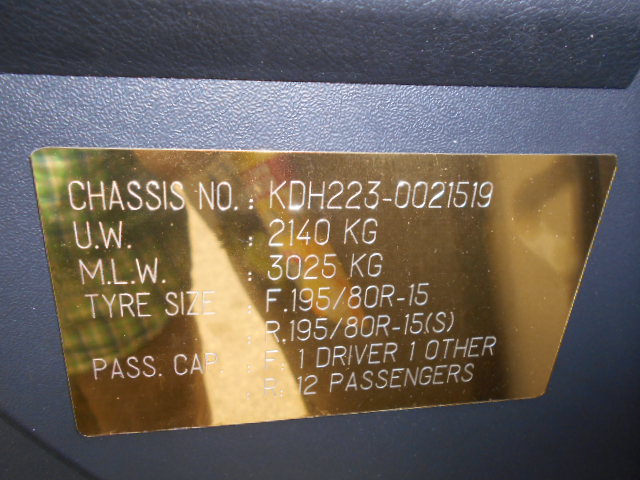 CHASSIS NO. : KDH223-0021519
U.W. : 2140 KG
M.L.W. : 3025 KG
TYRE SIZE : F.195/80R-15
: R.195/80R-15(S)
PASS. CAP. : F: 1 DRIVER 1 OTHER
: R: 12 PASSENGERS